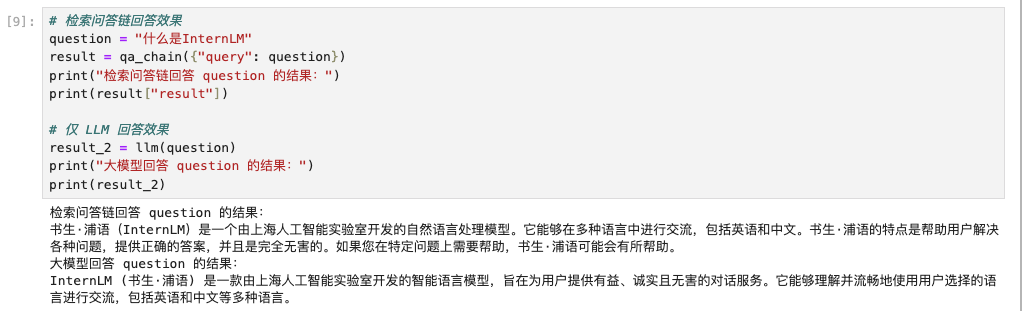 [9]:
# 检索问答链回答效果
question = "什么是InternLM"
result = qa_chain({"query": question})
print("检索问答链回答 question 的结果：")
print(result["result"])
# 仅 LLM 回答效果
result_2 = llm(question)
print("大模型回答 question 的结果：")
print(result_2)
检索问答链回答 question 的结果：
书生·浦语（InternLM）是一个由上海人工智能实验室开发的自然语言处理模型。它能够在多种语言中进行交流，包括英语和中文。书生·浦语的特点是帮助用户解决
各种问题，提供正确的答案，并且是完全无害的。如果您在特定问题上需要帮助，书生·浦语可能会有所帮助。
大模型回答 question 的结果：
InternLM (书生·浦语) 是一款由上海人工智能实验室开发的智能语言模型，旨在为用户提供有益、诚实且无害的对话服务。它能够理解并流畅地使用用户选择的语
言进行交流，包括英语和中文等多种语言。